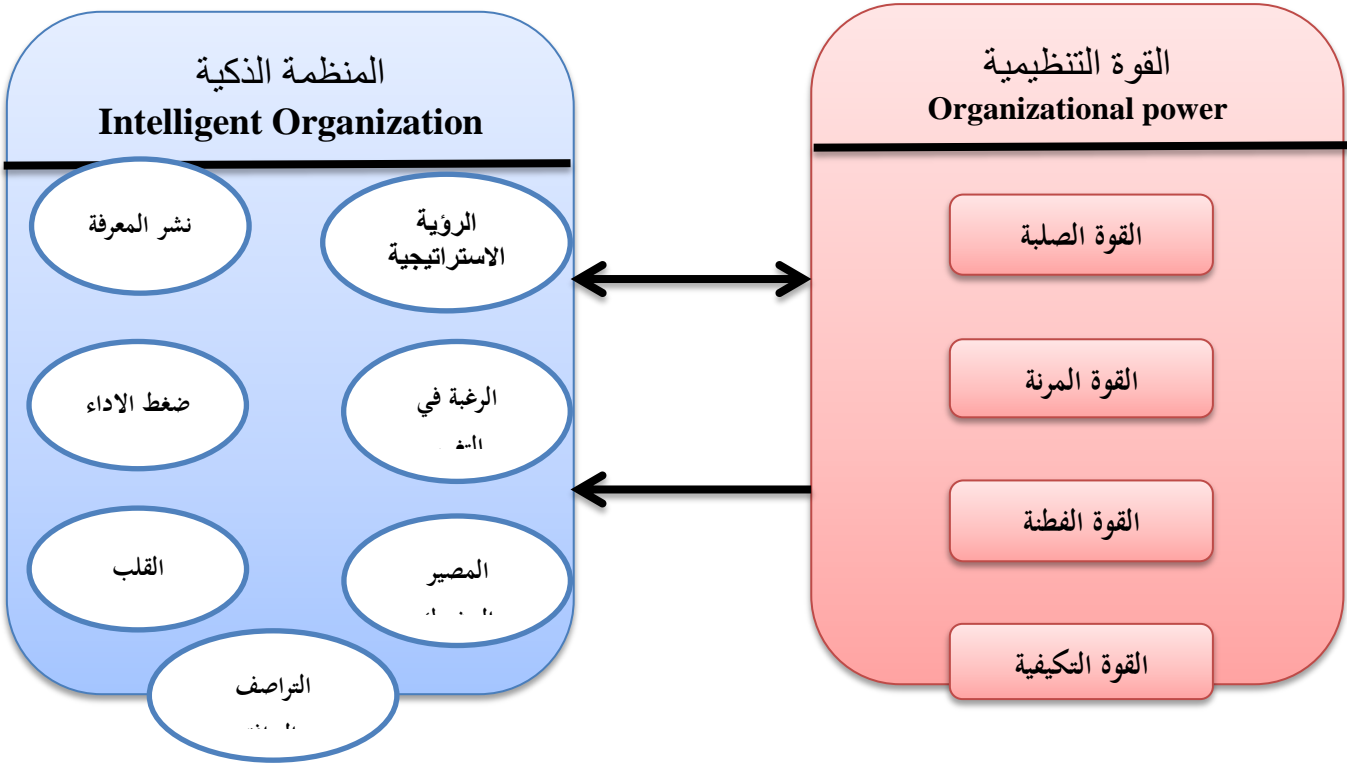 القوة التنظيمية
Organizational power
القوة الصلبة
القوة المرنة
القوة الفطنة
القوة التكيفية
المنظمة الذكية
Intelligent Organization
الرؤية
الاستراتيجية
نشر المعرفة
الرغبة في
ضغط الاداء
المصير
القلب
التراصف